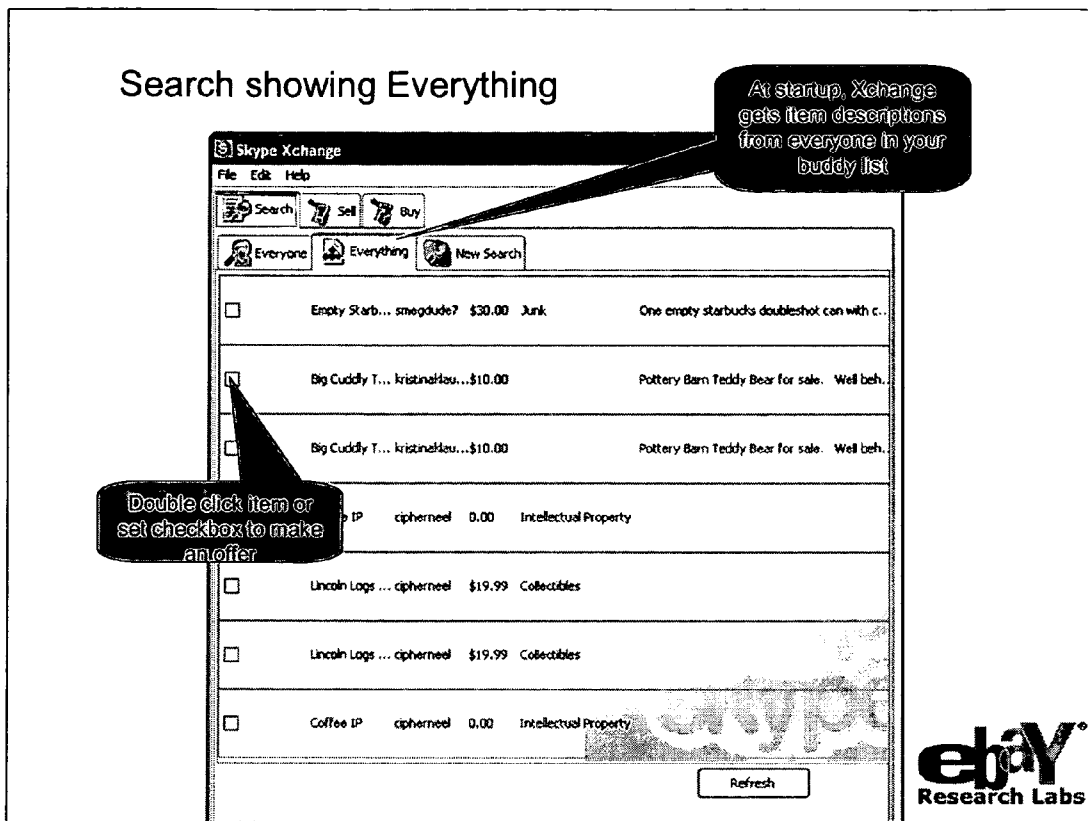 Search showing Everything
At startup, Xchange
gets item descriptions
from everyone in your
buddy list
Skype Xchange
File Edit Help
Search Sell Buy
Everyone Everything New Search
Empty Starb... smegdude7 $30.00 Junk One empty starbucks doubleshot can with c...
Big Cuddly T... kristinaklau...$10.00 Pottery Barn Teddy Bear for sale. Well beh...
Big Cuddly T... kristinaklau...$10.00 Pottery Barn Teddy Bear for sale. Well beh...
Double click item or
set checkbox to make
an offer
IP cipherneel 0.00 Intellectual Property
Lincoln Logs ... cipherneel $19.99 Collectibles
Lincoln Logs ... cipherneel $19.99 Collectibles
Coffee IP cipherneel 0.00 Intellectual Property
skype
Refresh
ebaY
Research Labs